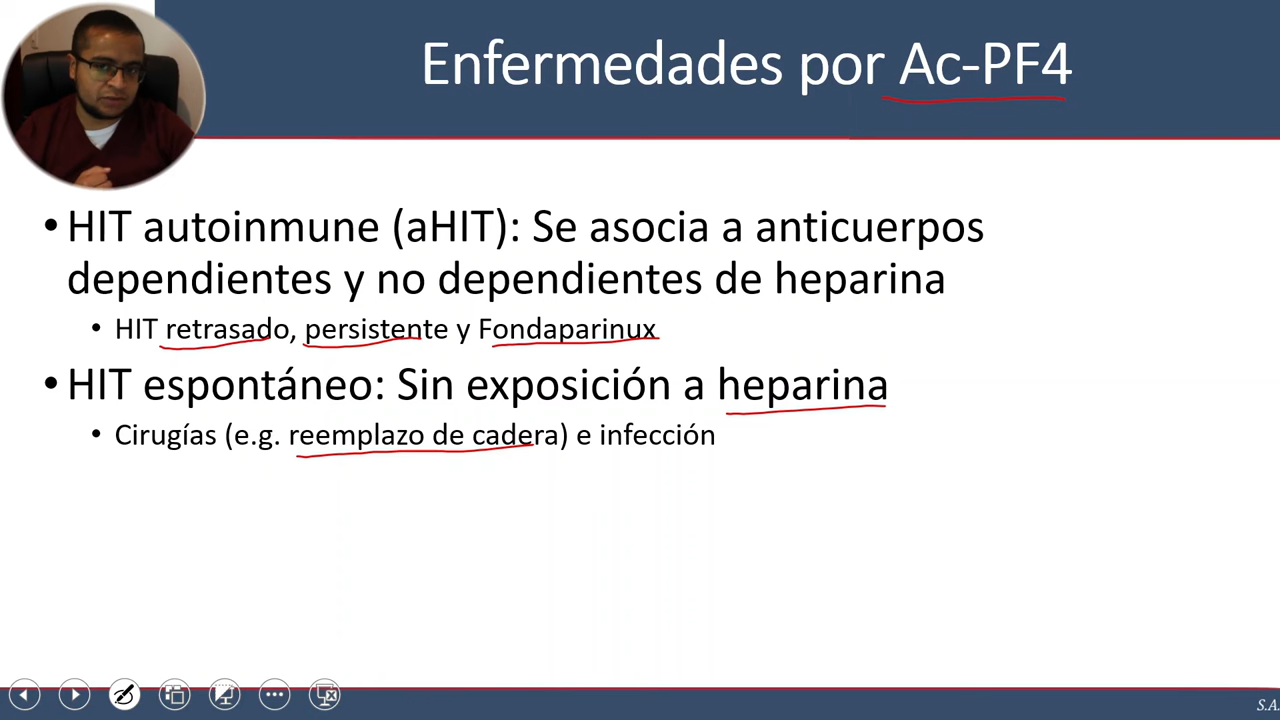 Enfermedades por Ac-PF4
• HIT autoinmune (aHIT): Se asocia a anticuerpos
dependientes y no dependientes de heparina
• HIT retrasado, persistente y Fondaparinux
• HIT espontáneo: Sin exposición a heparina
• Cirugías (e.g. reemplazo de cadera) e infección
S.A.